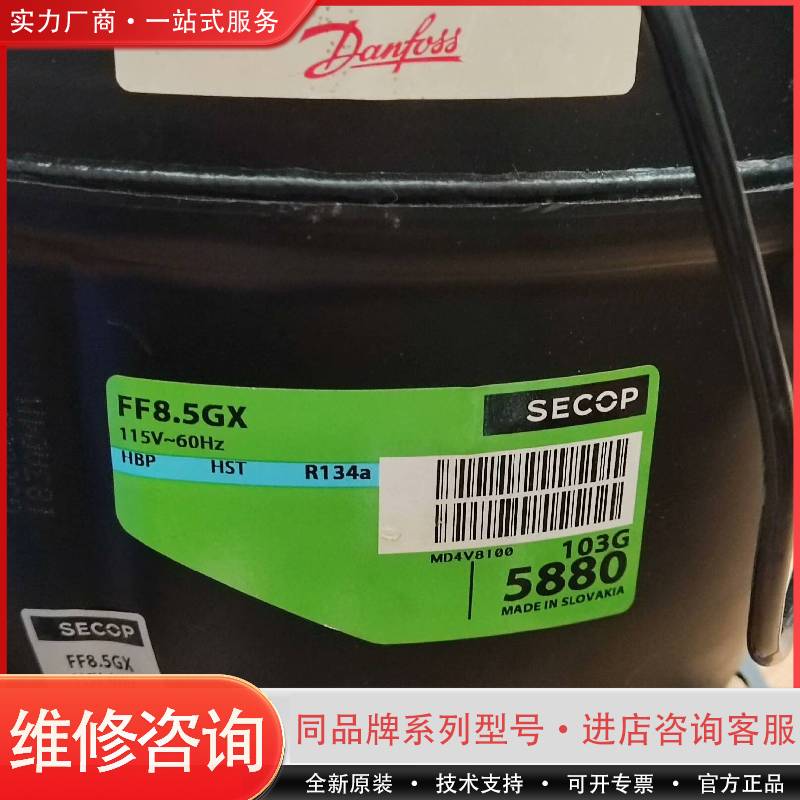 实力厂商·一站式服务
Danfoss
FF8.5GX
SECOP
115V~60Hz
HBP HST R134a
MD4V8100
103G
5880
MADE IN SLOVAKIA
SECOP
FF8.5GX
维修咨询
同品牌系列型号·进店咨询客服
全新原装 • 技术支持 • 可开专票 • 官方正品